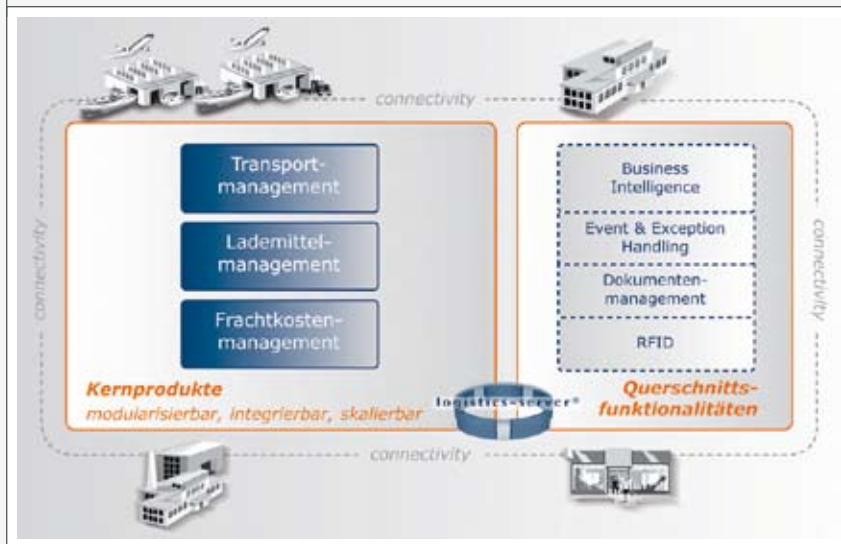 connectivity
Transport-
management
Lademittel-
management
Frachtkosten-
management
Kernprodukte
modularisierbar, integrierbar, skalierbar
Business
Intelligence
Event & Exception
Handling
Dokumenten-
management
RFID
Querschnitts-
funktionalitäten
logistics-server®
connectivity
connectivity
connectivity